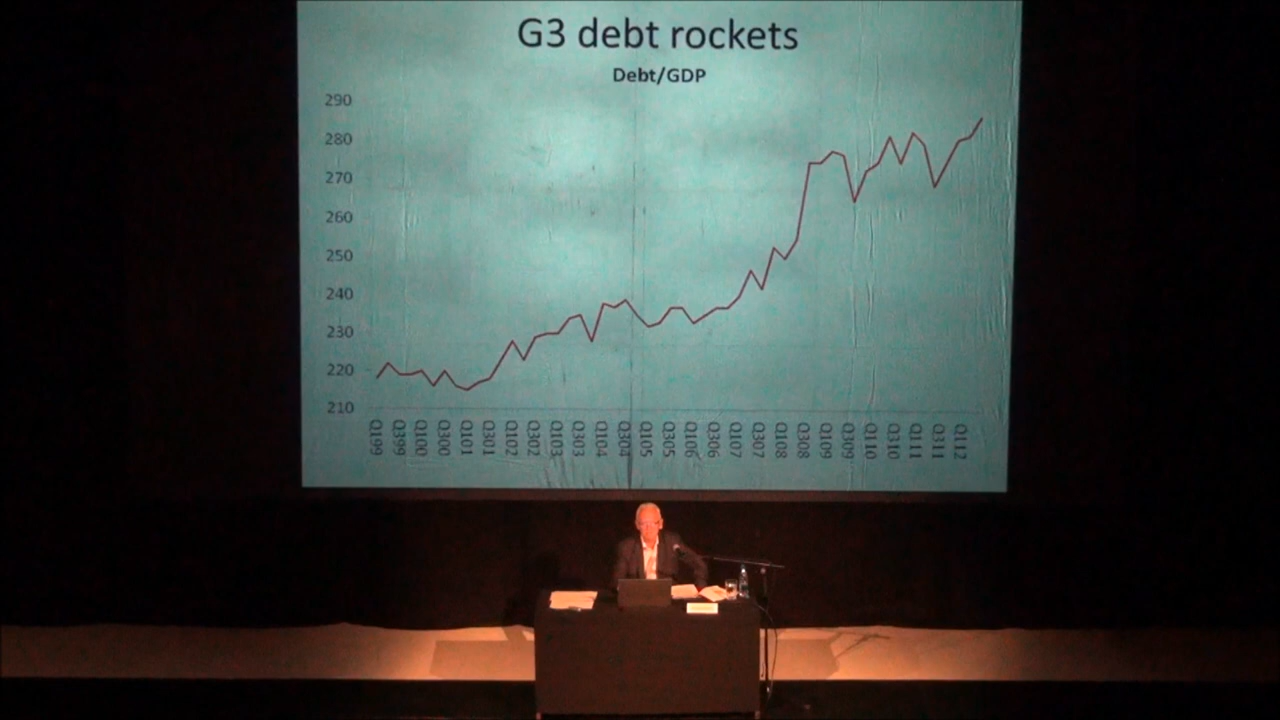 G3 debt rockets
Debt/GDP
290
280
270
260
250
240
230
220
210
Q199
Q399
Q100
Q300
Q101
Q301
Q102
Q302
Q103
Q303
Q104
Q304
Q105
Q305
Q106
Q306
Q107
Q307
Q108
Q308
Q109
Q309
Q110
Q310
Q111
Q311
Q112